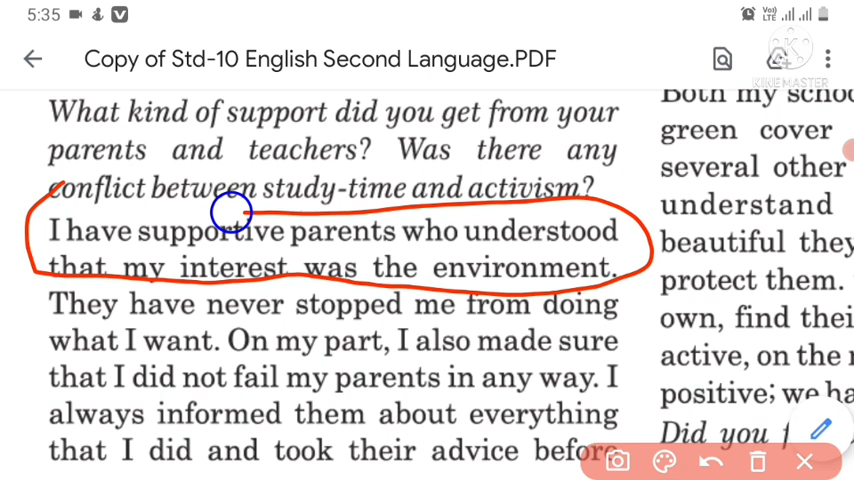 5:35
Vo)
LTE
Copy of Std-10 English Second Language.PDF
KINEMASTER
What kind of support did you get from your
parents and teachers? Was there any
conflict between study-time and activism?
I have supportive parents who understood
that my interest was the environment.
They have never stopped me from doing
what I want. On my part, I also made sure
that I did not fail my parents in any way. I
always informed them about everything
that I did and took their advice before
Both my
green cover
several other
understand
beautiful they
protect them.
own, find
active, on the
positive; we
Did you